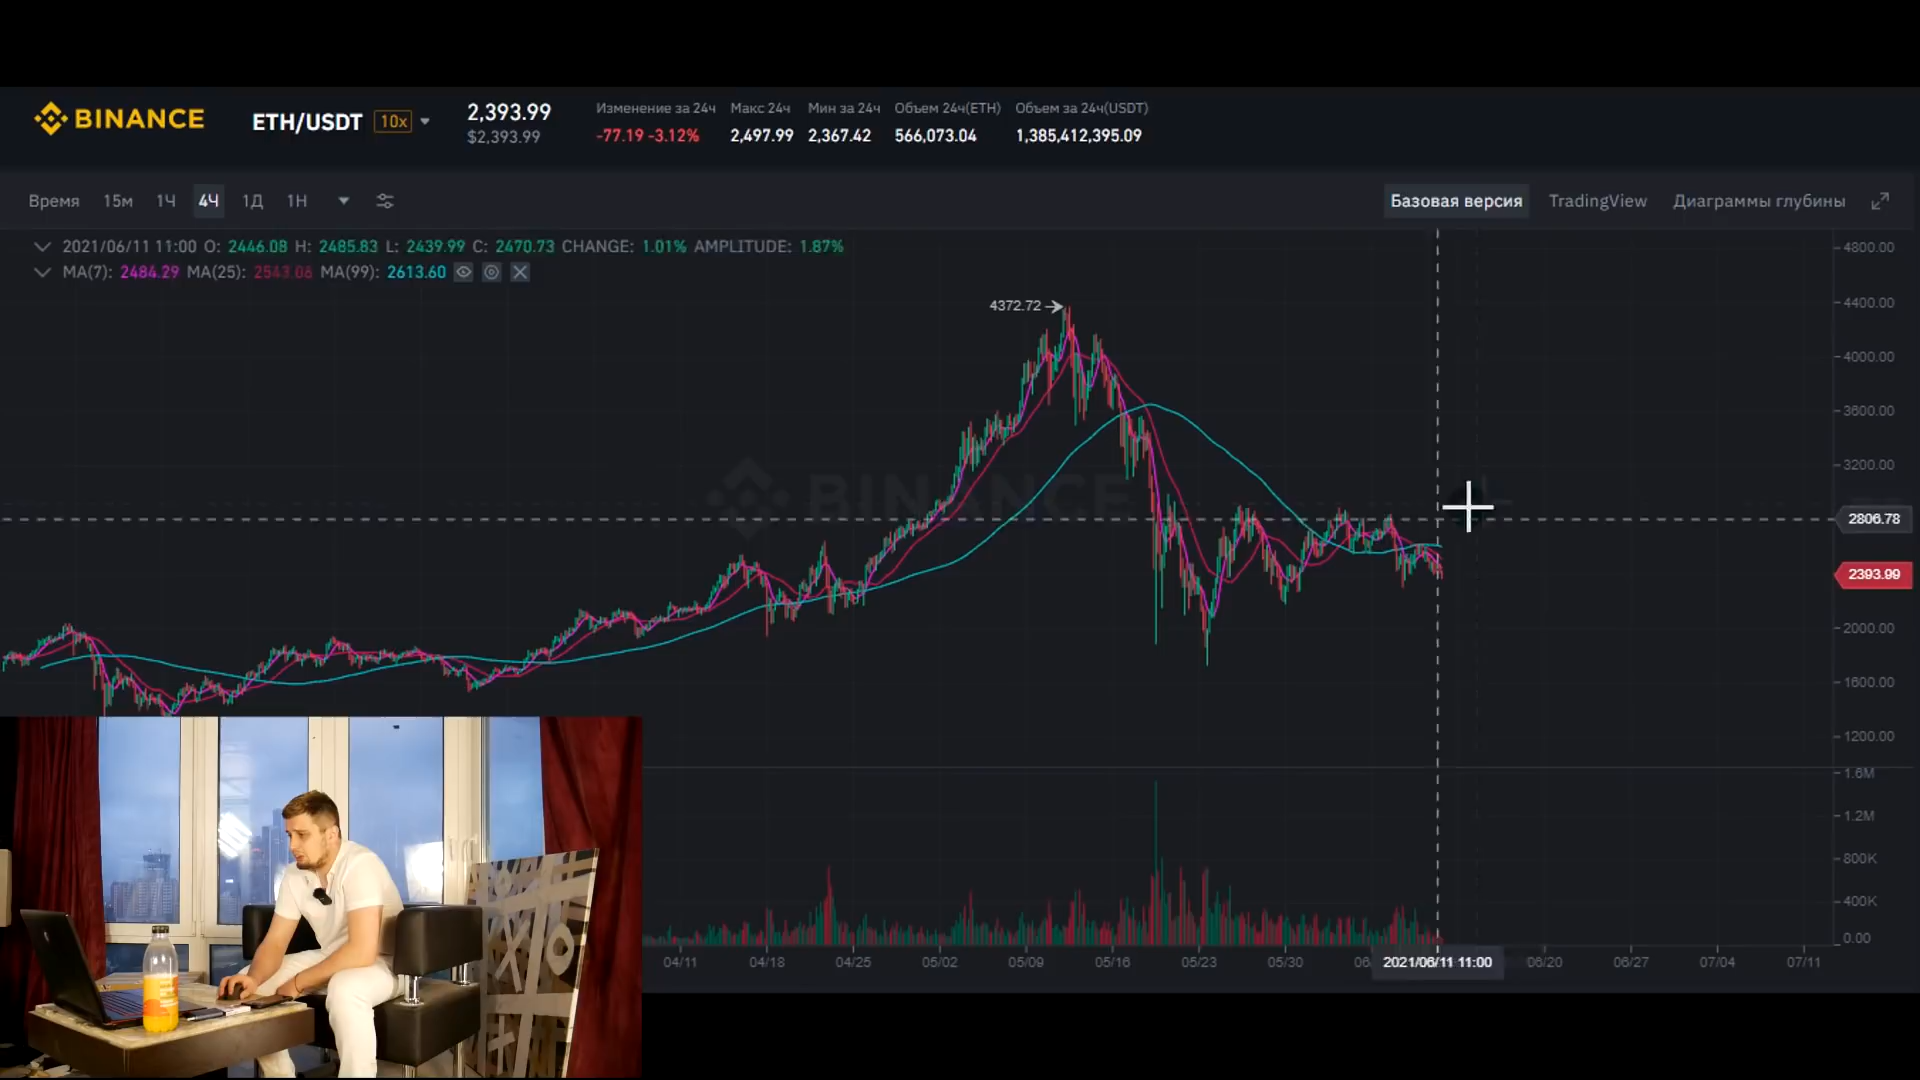 BINANCE
ETH/USDT 10x
2,393.99
$2,393.99
Изменение за 24ч Макс 24ч Мин за 24ч Объем 24ч(ETH) Объем за 24ч(USDT)
-77.19 -3.12% 2,497.99 2,367.42 566,073.04 1,385,412,395.09
Время 15м 1Ч 4Ч 1Д 1Н
Базовая версия TradingView Диаграммы глубины
2021/06/11 11:00 O: 2446.08 H: 2485.83 L: 2439.99 C: 2470.73 CHANGE: 1.01% AMPLITUDE: 1.87%
MA(7): 2484.29 MA(25): 2543.06 MA(99): 2613.60
4372.72
BINANCE
4800.00
4400.00
4000.00
3600.00
3200.00
2806.78
2393.99
2000.00
1600.00
1200.00
1.6M
1.2M
800K
400K
0.00
04/11 04/18 04/25 05/02 05/09 05/16 05/23 05/30 2021/06/11 11:00 06/20 06/27 07/04 07/11